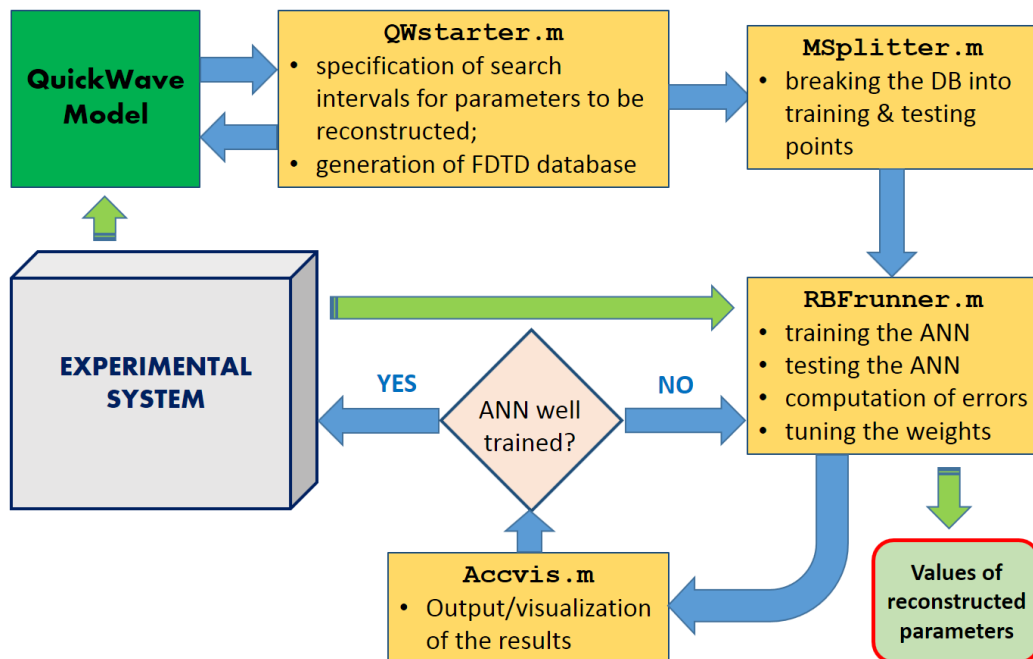 QuickWave
Model
QWstarter.m
• specification of search
intervals for parameters to be
reconstructed;
• generation of FDTD database
MSplitter.m
• breaking the DB into
training & testing
points
EXPERIMENTAL
SYSTEM
YES
ANN well
trained?
NO
RBFrunner.m
• training the ANN
• testing the ANN
• computation of errors
• tuning the weights
Accvis.m
• Output/visualization
of the results
Values of
reconstructed
parameters